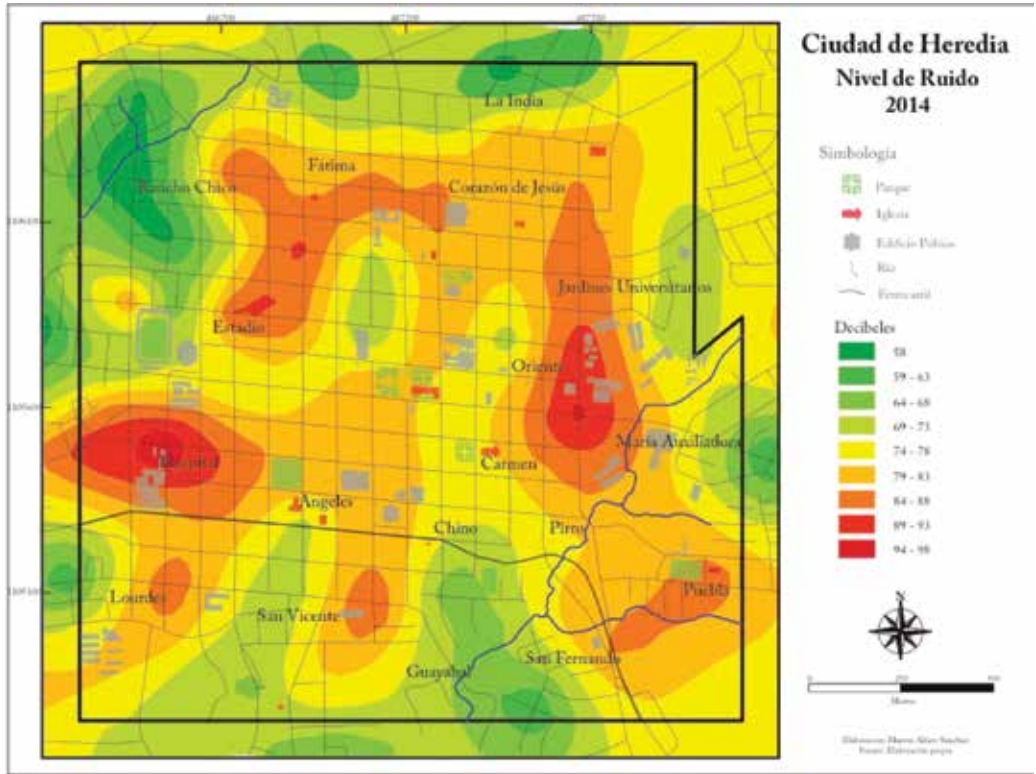 Ciudad de Heredia
Nivel de Ruido
2014
Simbología
Parque
Iglesia
Edificio Público
Río
Ferrocarril
Decibeles
58
59 - 63
64 - 68
69 - 73
74 - 78
79 - 83
84 - 88
89 - 93
94 - 98
N
Metros
La India
Fátima
Rancho Chico
Corazón de Jesús
Jardines Universitarios
Estadio
Oriente
María Auxiliadora
Hospital
Carmen
Angeles
Chino
Pirro
Lourdes
Puebla
San Vicente
San Fernando
Guayabal